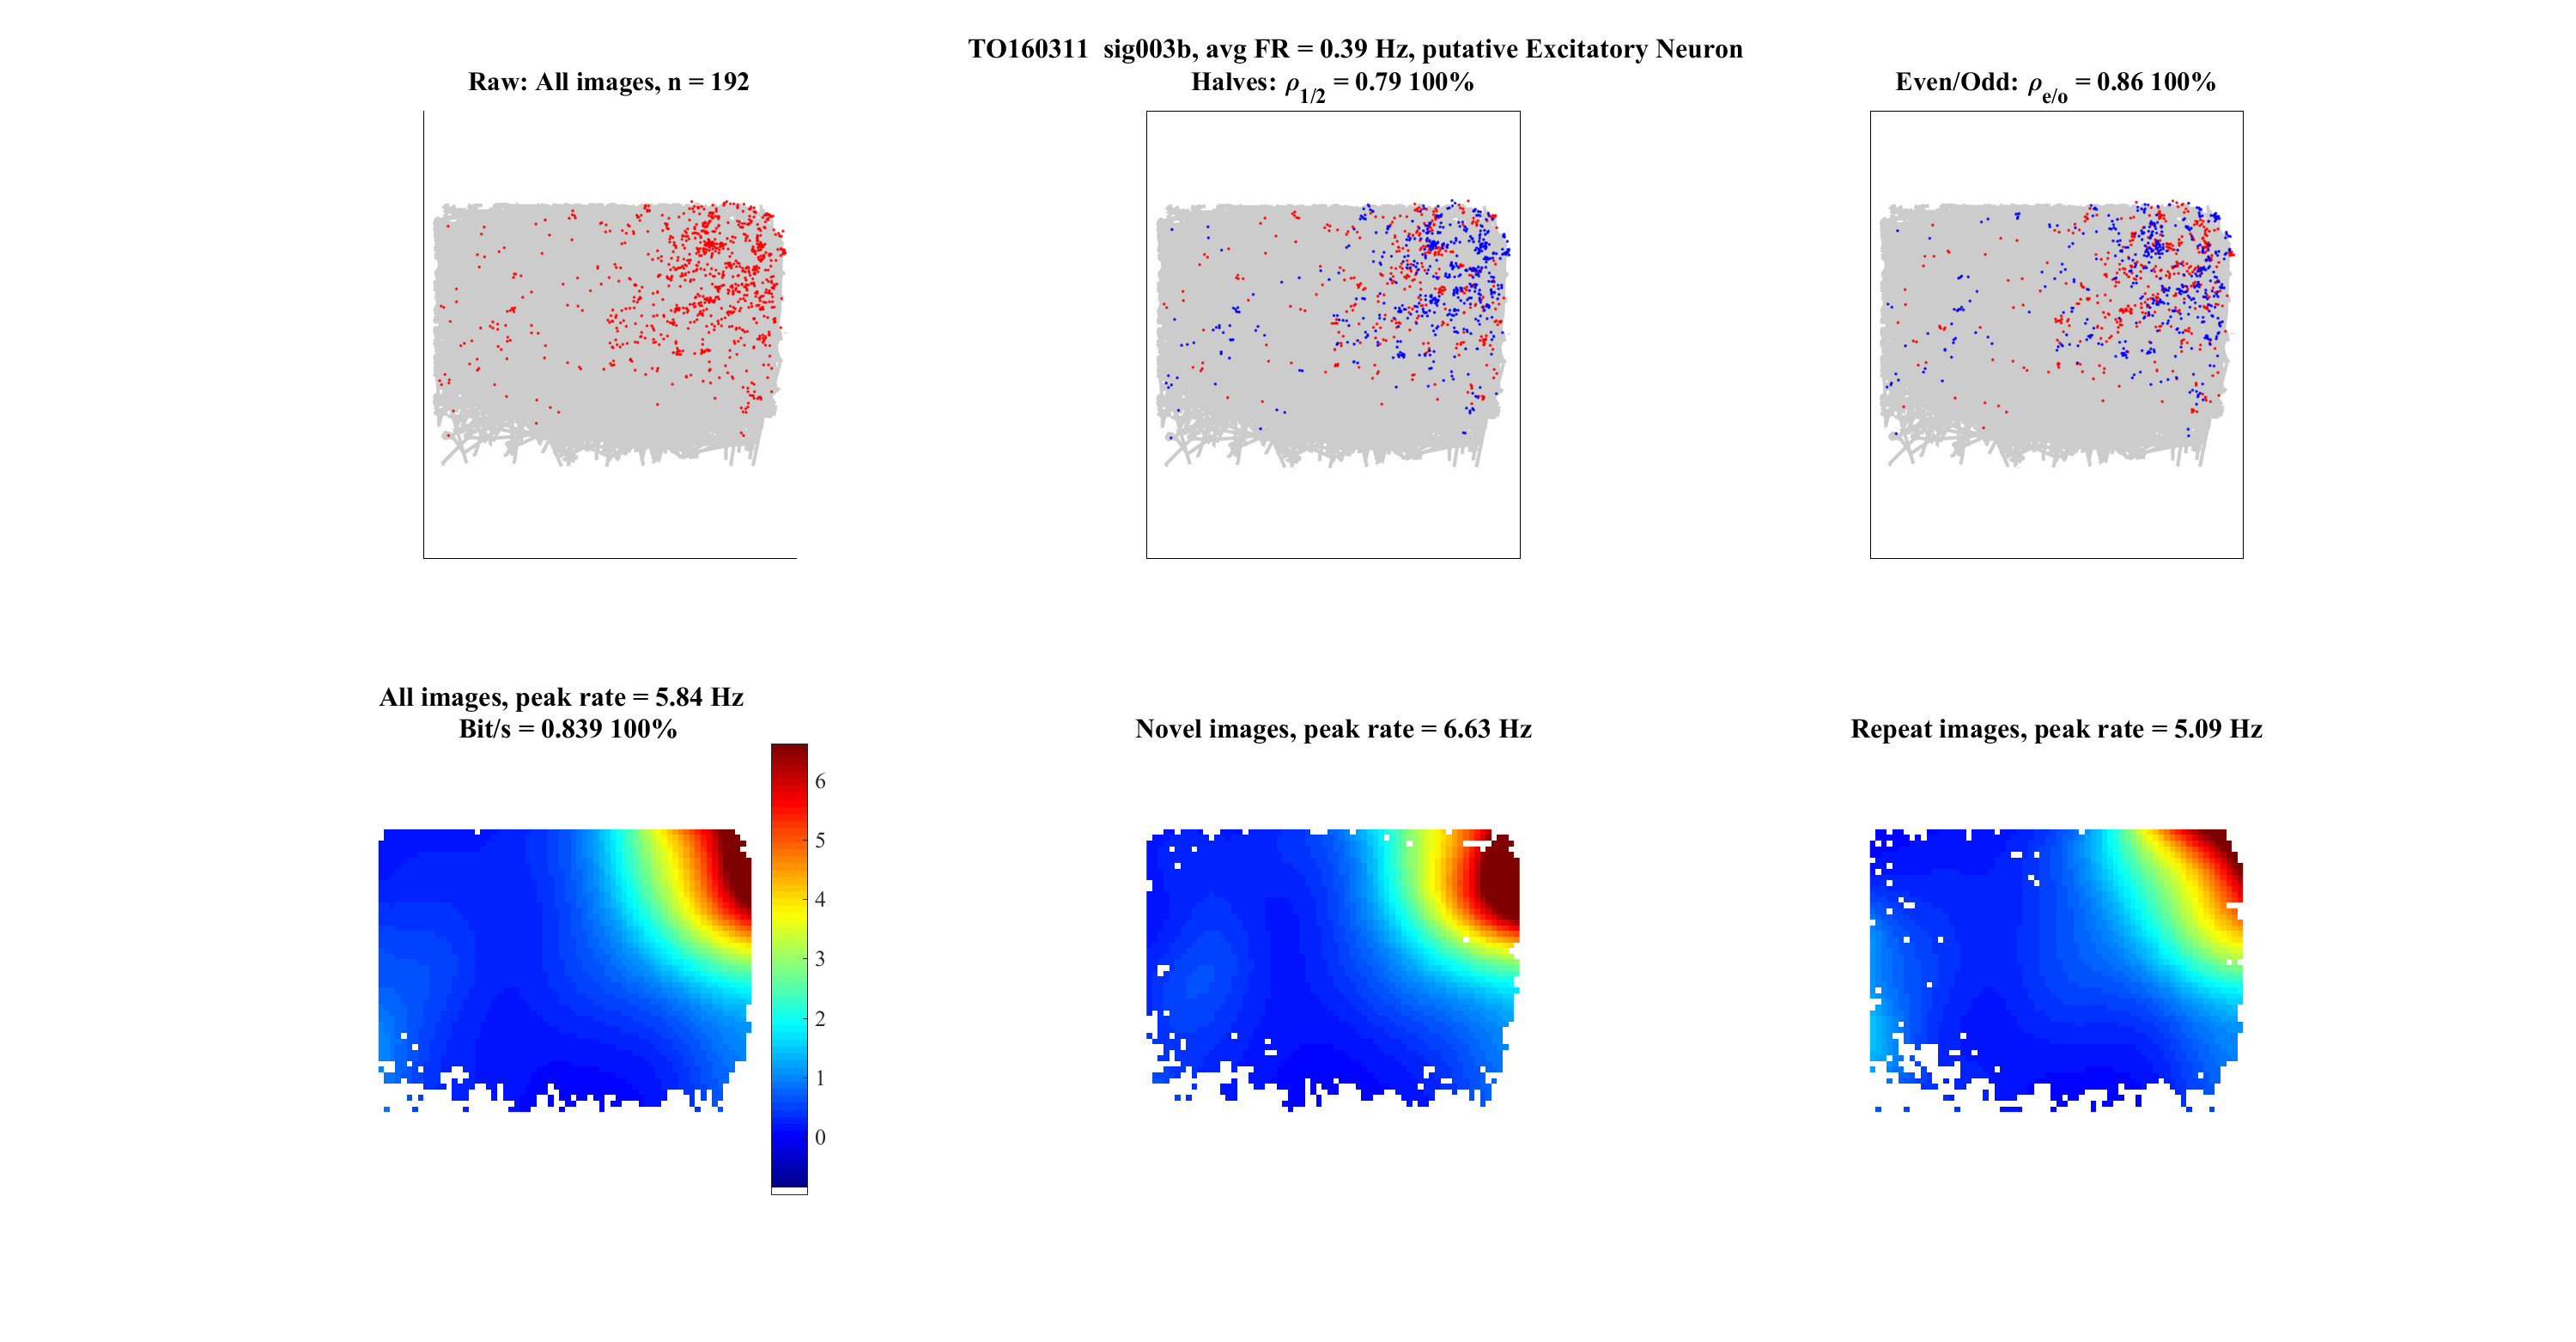 TO160311  sig003b, avg FR = 0.39 Hz, putative Excitatory Neuron
Raw: All images, n = 192
Halves: ρ1/2 = 0.79 100%
Even/Odd: ρe/o = 0.86 100%
All images, peak rate = 5.84 Hz
Bit/s = 0.839 100%
Novel images, peak rate = 6.63 Hz
Repeat images, peak rate = 5.09 Hz
6
5
4
3
2
1
0